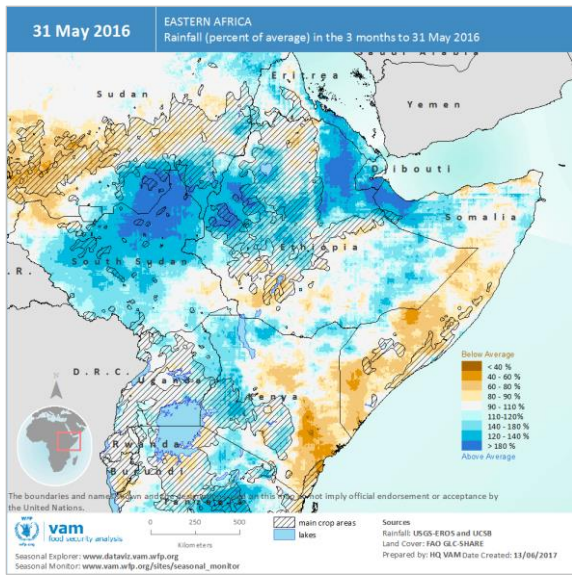 31 May 2016
EASTERN AFRICA
Rainfall (percent of average) in the 3 months to 31 May 2016
Saudi Arabia
Eritrea
Sudan
Yemen
Djibouti
Somalia
Ethiopia
South Sudan
.R.
D.R.C.
Uganda
Kenya
Rwanda
Burundi
Below Average
< 40 %
40 - 60 %
60 - 80 %
80 - 90 %
90 - 110 %
110-120%
140 - 180 %
120 - 140%
> 180 %
Above Average
N
The boundaries and names shown and the designations used on this map do not imply official endorsement or acceptance by
the United Nations.
WFP
wfp.org
vam
food security analysis
0 250 500
Kilometers
main crop areas
lakes
Sources
Rainfall: USGS-EROS and UCSB
Land Cover: FAO GLC-SHARE
Prepared by: HQ VAM Date Created: 13/06/2017
Seasonal Explorer: www.dataviz.vam.wfp.org
Seasonal Monitor: www.vam.wfp.org/sites/seasonal_monitor